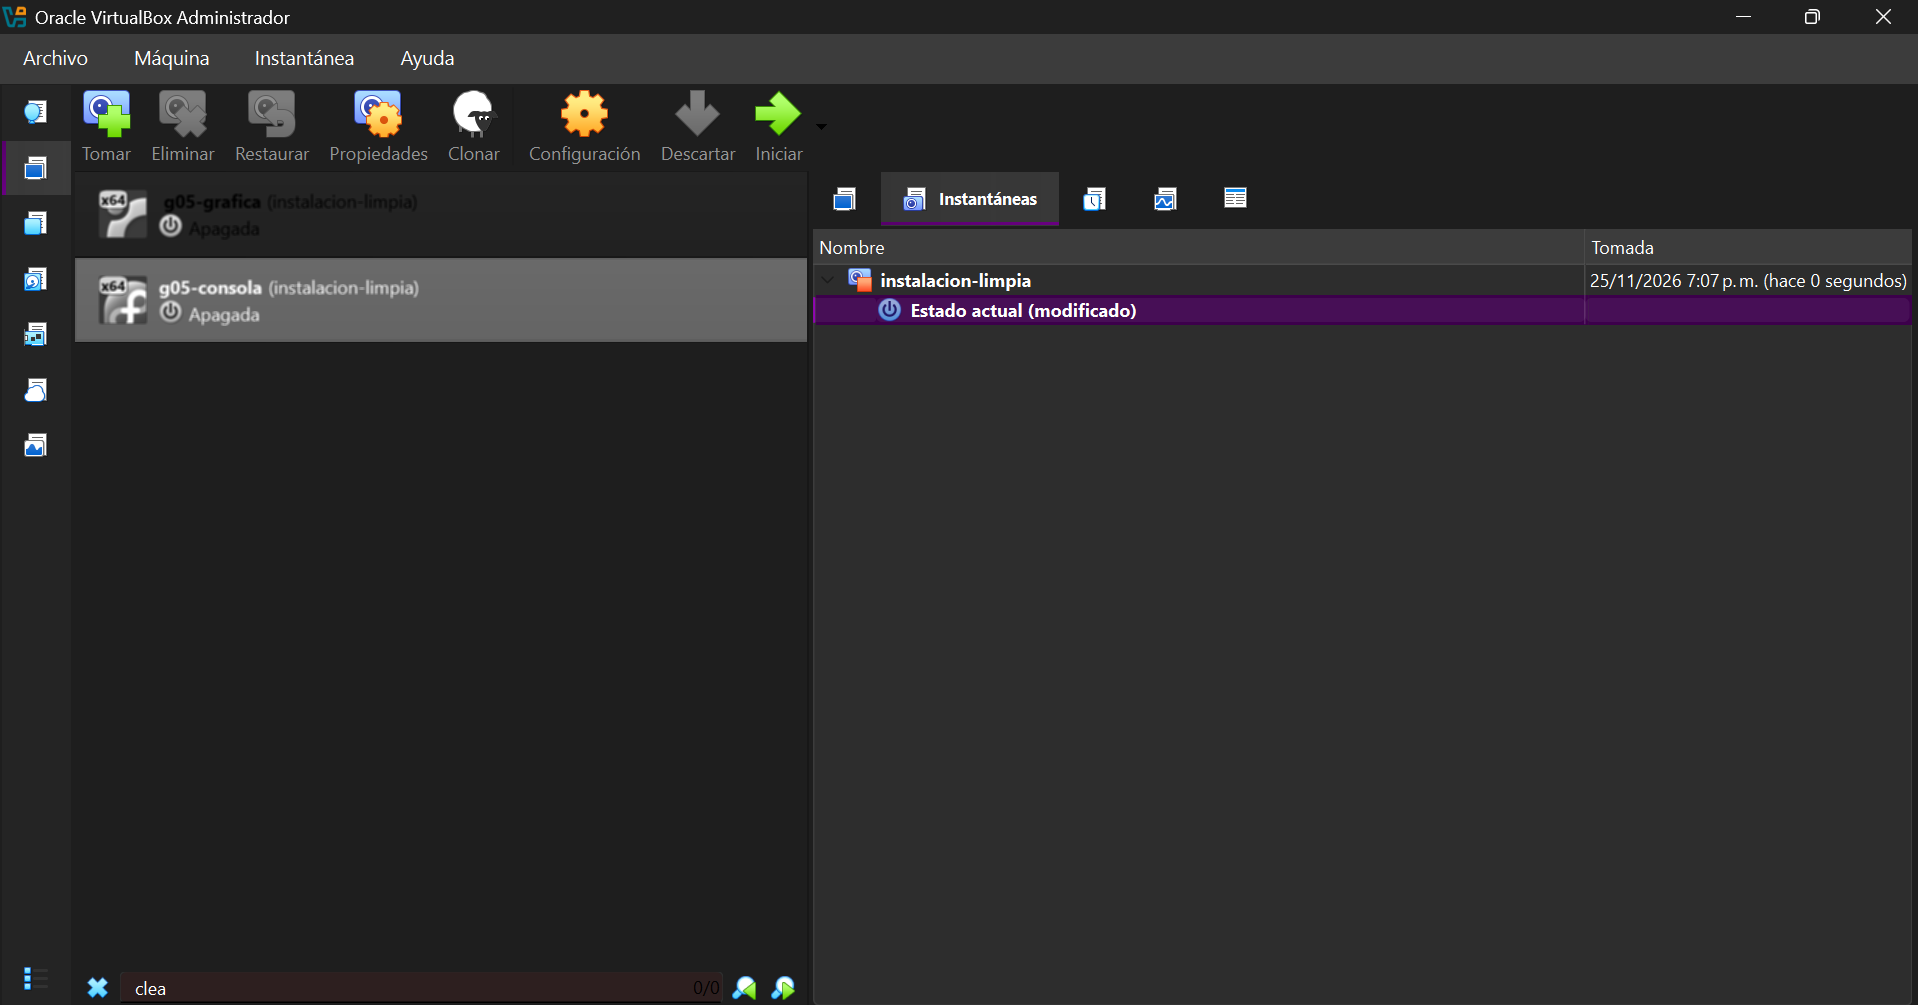 Oracle VirtualBox Administrador
Archivo Máquina Instantánea Ayuda
Tomar Eliminar Restaurar Propiedades Clonar Configuración Descartar Iniciar
x64 g05-grafica (instalacion-limpia)
Apagada
x64 g05-consola (instalacion-limpia)
Apagada
Instantáneas
Nombre Tomada
instalacion-limpia 25/11/2026 7:07 p. m. (hace 0 segundos)
Estado actual (modificado)
clea 0/0